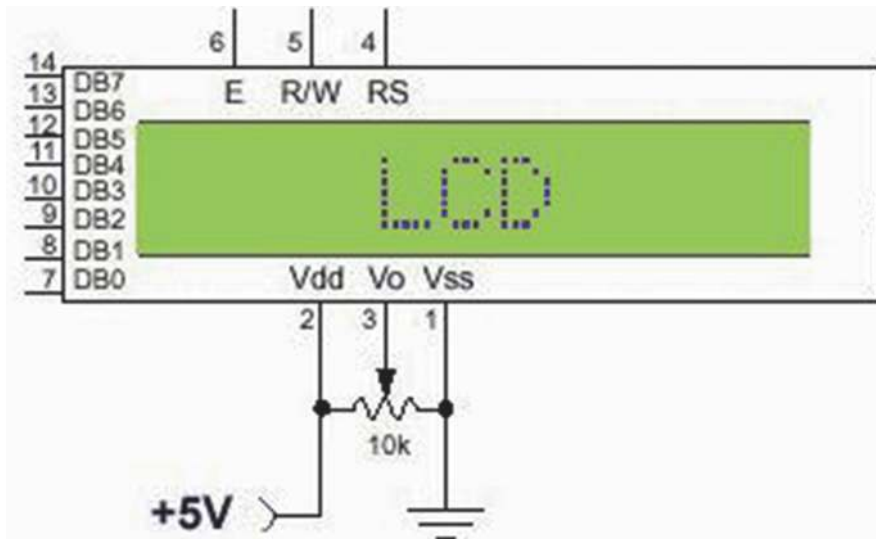 6 5 4
14 DB7 E R/W RS
13 DB6
12 DB5
11 DB4
10 DB3
9 DB2
8 DB1
7 DB0
LCD
Vdd Vo Vss
2 3 1
10k
+5V